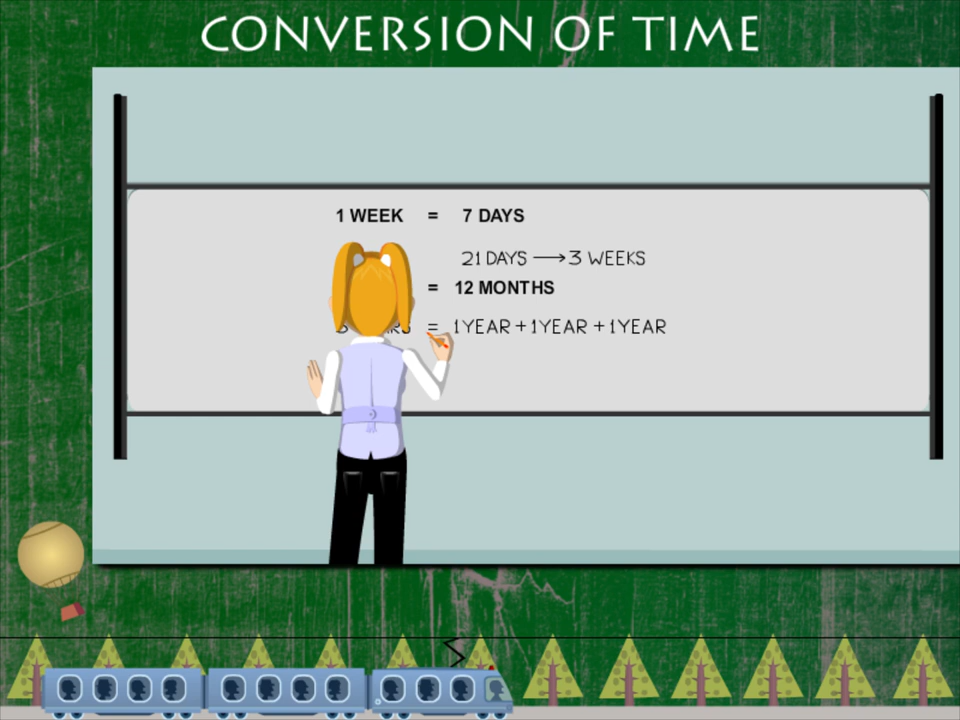 CONVERSION OF TIME
1 WEEK = 7 DAYS
21 DAYS → 3 WEEKS
= 12 MONTHS
= 1 YEAR + 1 YEAR + 1 YEAR